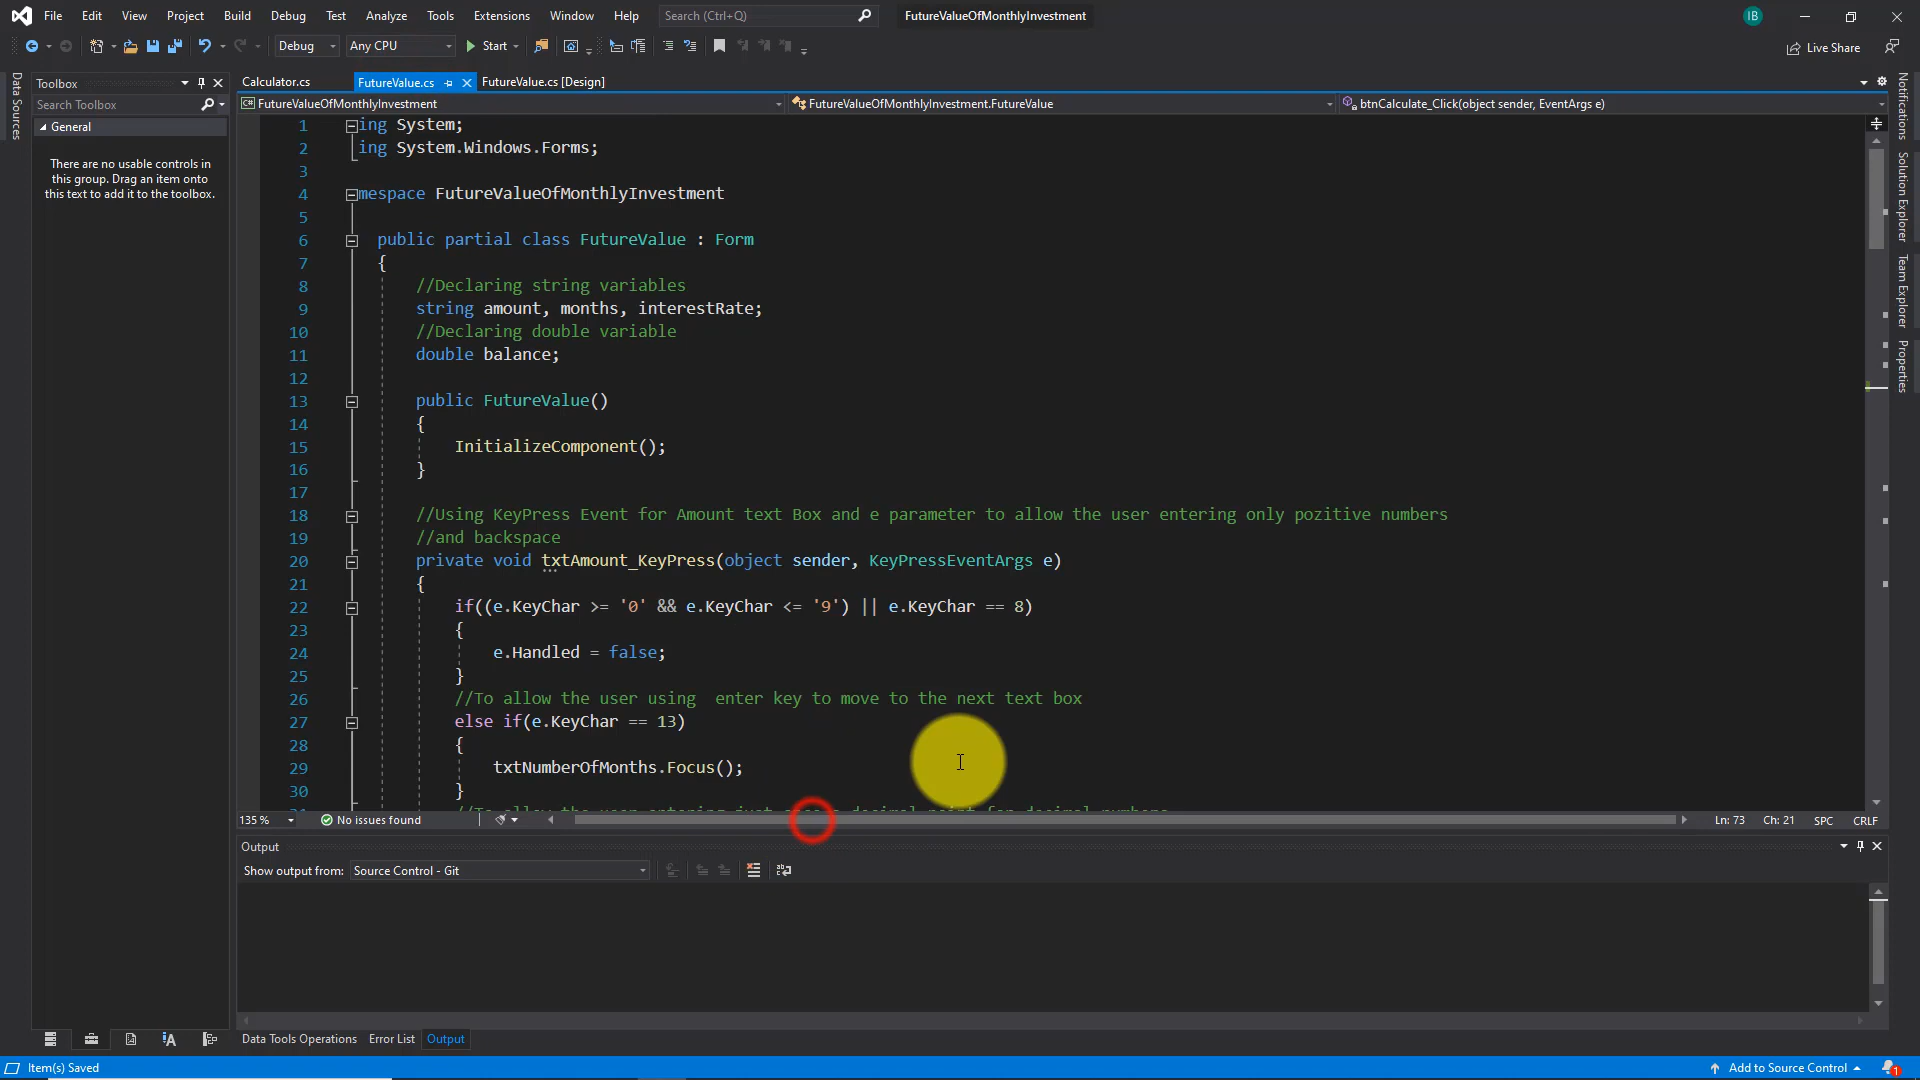 File Edit View Project Build Debug Test Analyze Tools Extensions Window Help Search (Ctrl+Q) FutureValueOfMonthlyInvestment IB
Debug Any CPU Start Live Share
Data Sources
Toolbox
Search Toolbox
General
There are no usable controls in
this group. Drag an item onto
this text to add it to the toolbox.
Calculator.cs FutureValue.cs FutureValue.cs [Design]
FutureValueOfMonthlyInvestment FutureValueOfMonthlyInvestment.FutureValue btnCalculate_Click(object sender, EventArgs e)
1 ing System;
2 ing System.Windows.Forms;
3
4 mespace FutureValueOfMonthlyInvestment
5
6 public partial class FutureValue : Form
7 {
8 //Declaring string variables
9 string amount, months, interestRate;
10 //Declaring double variable
11 double balance;
12
13 public FutureValue()
14 {
15 InitializeComponent();
16 }
17
18 //Using KeyPress Event for Amount text Box and e parameter to allow the user entering only pozitive numbers
19 //and backspace
20 private void txtAmount_KeyPress(object sender, KeyPressEventArgs e)
21 {
22 if((e.KeyChar >= '0' && e.KeyChar <= '9') || e.KeyChar == 8)
23 {
24 e.Handled = false;
25 }
26 //To allow the user using  enter key to move to the next text box
27 else if(e.KeyChar == 13)
28 {
29 txtNumberOfMonths.Focus();
30 }
135 % No issues found Ln: 73 Ch: 21 SPC CRLF
Output
Show output from: Source Control - Git
Data Tools Operations Error List Output
Item(s) Saved Add to Source Control 1
Notifications
Solution Explorer
Team Explorer
Properties